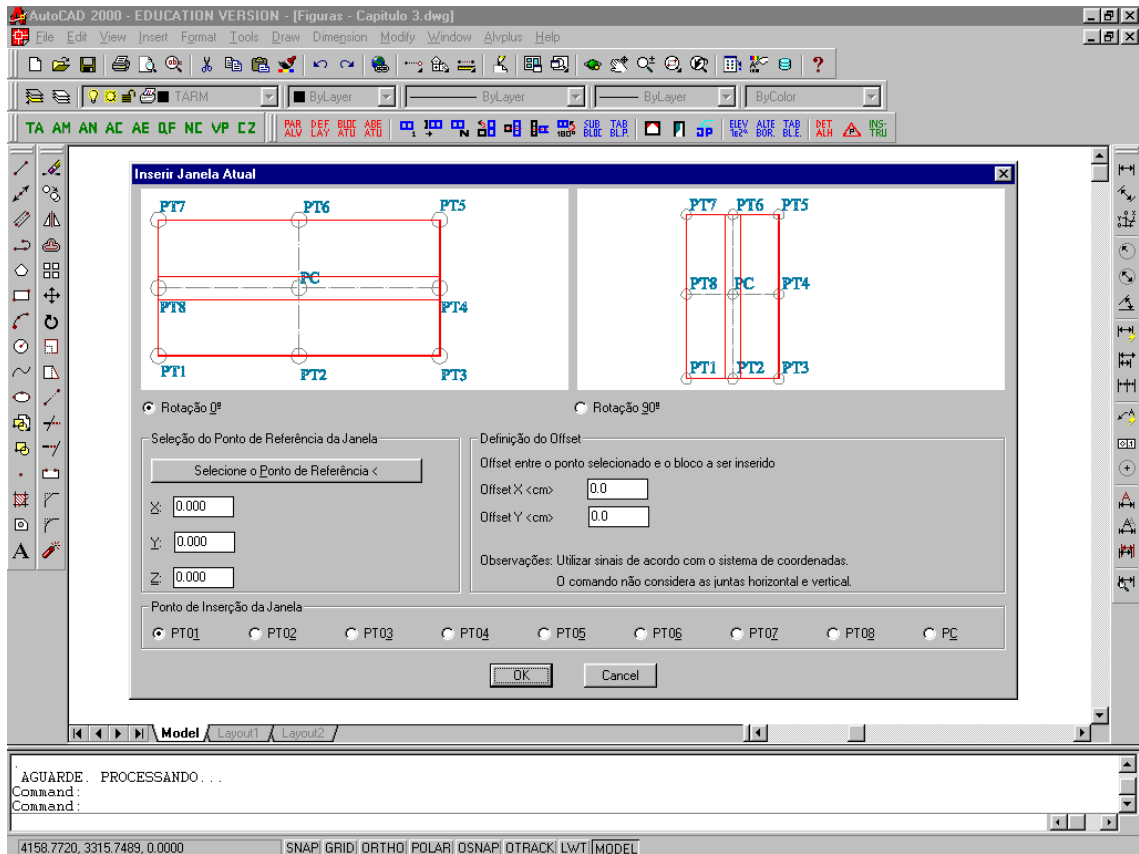 AutoCAD 2000 - EDUCATION VERSION - [Figuras - Capitulo 3.dwg]
File Edit View Insert Format Tools Draw Dimension Modify Window Alvplus Help
TARM ByLayer ByLayer ByLayer ByColor
TA AM AN AC AE QF NC VP CZ PAR ALV DEF LAY BLOC ATU ABE ATU 1 N 180° SUB BLOC TAB BL.P. JP ELEV 1e2ª ALTE BOR. TAB BL.E. DET ALH INS-TRU
Inserir Janela Atual
PT7 PT6 PT5
PC
PT8 PT4
PT1 PT2 PT3
PT7 PT6 PT5
PT8 PC PT4
PT1 PT2 PT3
Rotação 0º
Rotação 90º
Seleção do Ponto de Referência da Janela
Selecione o Ponto de Referência <
X: 0.000
Y: 0.000
Z: 0.000
Definição do Offset
Offset entre o ponto selecionado e o bloco a ser inserido
Offset X <cm> 0.0
Offset Y <cm> 0.0
Observações: Utilizar sinais de acordo com o sistema de coordenadas.
O comando não considera as juntas horizontal e vertical.
Ponto de Inserção da Janela
PT01 PT02 PT03 PT04 PT05 PT06 PT07 PT08 PC
OK Cancel
A
Model Layout1 Layout2
AGUARDE. PROCESSANDO...
Command:
Command:
4158.7720, 3315.7489, 0.0000 SNAP GRID ORTHO POLAR OSNAP OTRACK LWT MODEL